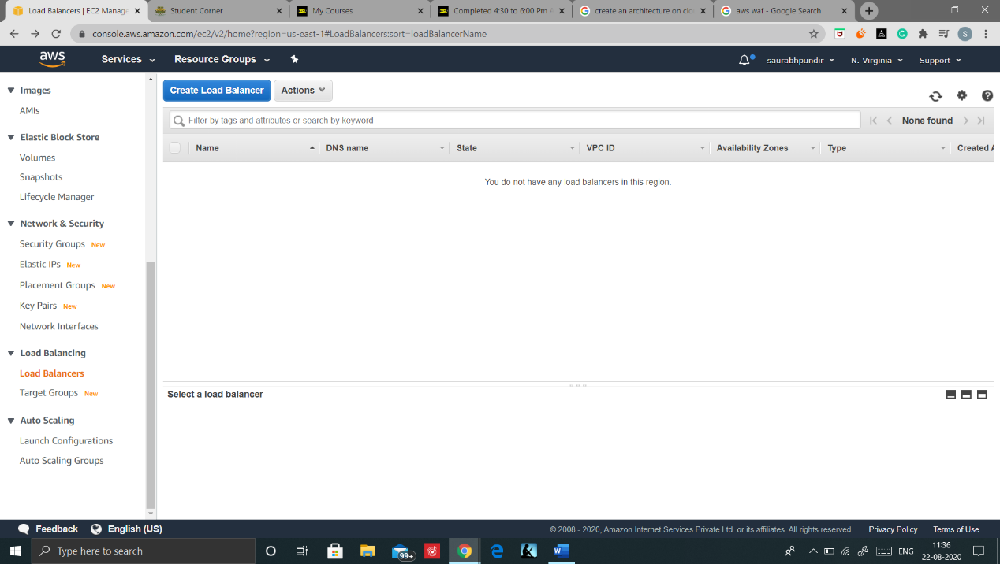 Load Balancers | EC2 Manage
Student Corner
My Courses
Completed 4:30 to 6:00 Pm A
create an architecture on clo
aws waf - Google Search
console.aws.amazon.com/ec2/v2/home?region=us-east-1#LoadBalancers:sort=loadBalancerName
S
aws
Services
Resource Groups
saurabhpundir
N. Virginia
Support
Images
AMIs
Elastic Block Store
Volumes
Snapshots
Lifecycle Manager
Network & Security
Security Groups New
Elastic IPs New
Placement Groups New
Key Pairs New
Network Interfaces
Load Balancing
Load Balancers
Target Groups New
Auto Scaling
Launch Configurations
Auto Scaling Groups
Create Load Balancer
Actions
Filter by tags and attributes or search by keyword
None found
Name
DNS name
State
VPC ID
Availability Zones
Type
Created A
You do not have any load balancers in this region.
Select a load balancer
Feedback
English (US)
© 2008 - 2020, Amazon Internet Services Private Ltd. or its affiliates. All rights reserved.
Privacy Policy
Terms of Use
Type here to search
99+
ENG
11:36
22-08-2020